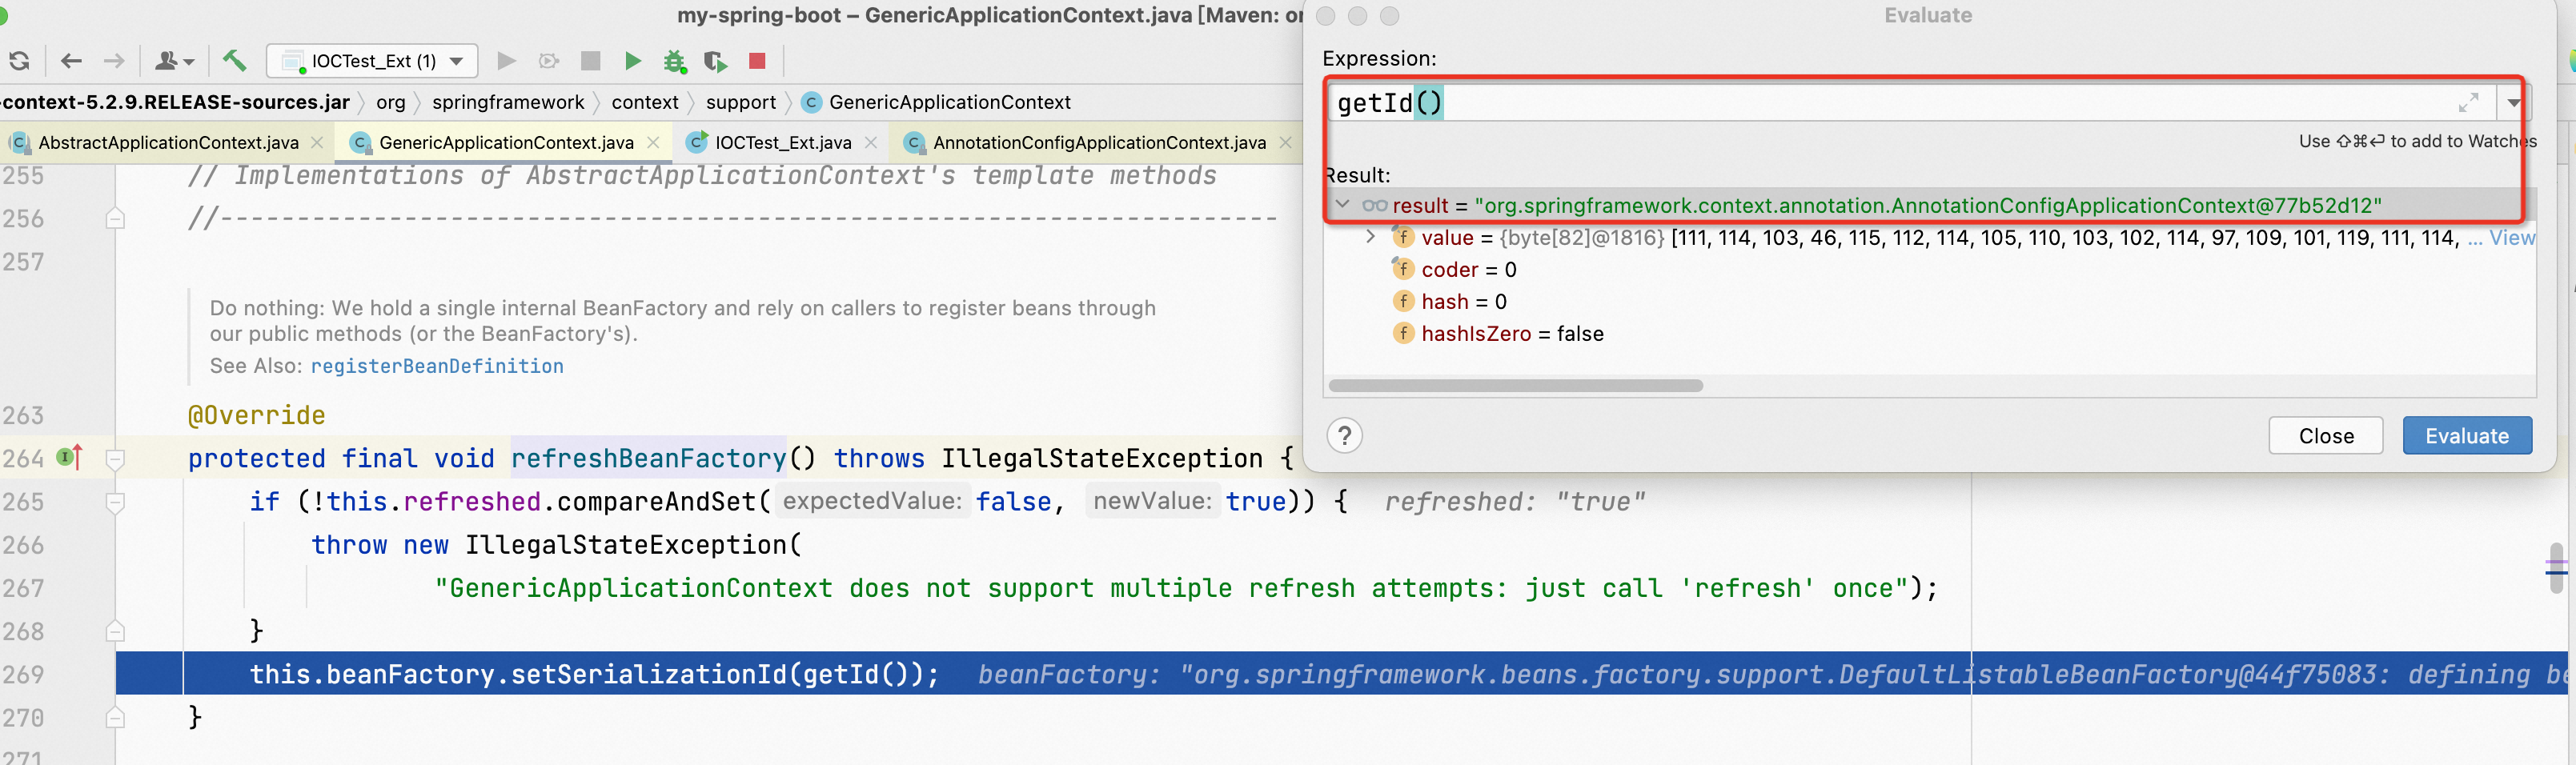 my-spring-boot – GenericApplicationContext.java [Maven: or
IOCTest_Ext (1)
-context-5.2.9.RELEASE-sources.jar org springframework context support GenericApplicationContext
AbstractApplicationContext.java GenericApplicationContext.java IOCTest_Ext.java AnnotationConfigApplicationContext.java
255 // Implementations of AbstractApplicationContext's template methods
256 //---------------------------------------------------------------------
257
Do nothing: We hold a single internal BeanFactory and rely on callers to register beans through
our public methods (or the BeanFactory's).
See Also: registerBeanDefinition
263 @Override
264 protected final void refreshBeanFactory() throws IllegalStateException {
265 if (!this.refreshed.compareAndSet( expectedValue: false, newValue: true)) { refreshed: "true"
266 throw new IllegalStateException(
267 "GenericApplicationContext does not support multiple refresh attempts: just call 'refresh' once");
268 }
269 this.beanFactory.setSerializationId(getId()); beanFactory: "org.springframework.beans.factory.support.DefaultListableBeanFactory@44f75083: defining be
270 }
271
Evaluate
Expression:
getId()
Use ⇧⌘⏎ to add to Watches
Result:
result = "org.springframework.context.annotation.AnnotationConfigApplicationContext@77b52d12"
value = {byte[82]@1816} [111, 114, 103, 46, 115, 112, 114, 105, 110, 103, 102, 114, 97, 109, 101, 119, 111, 114, ... View
coder = 0
hash = 0
hashIsZero = false
? Close Evaluate